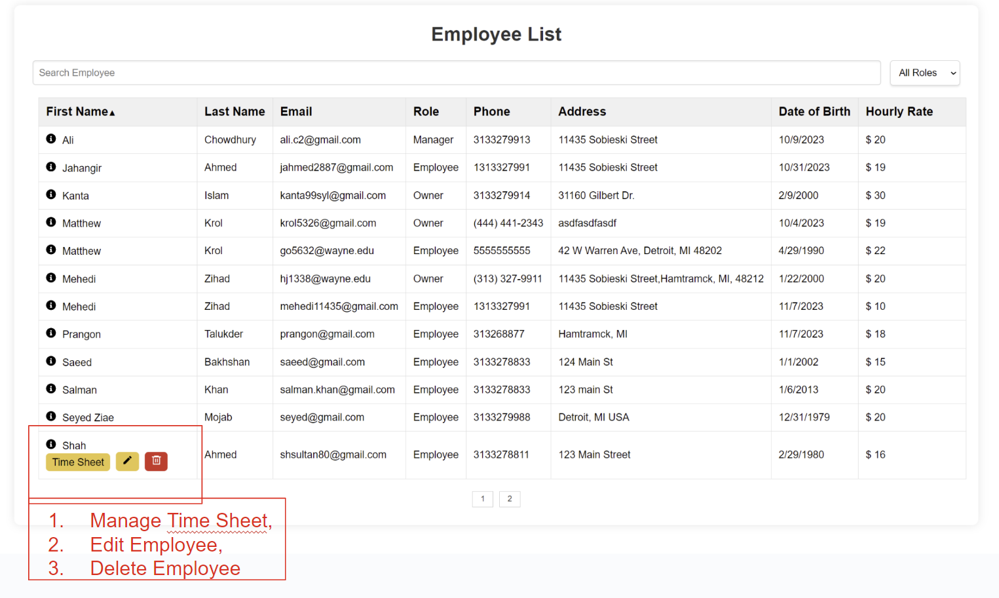 Employee List
Search Employee All Roles
First Name▴ Last Name Email Role Phone Address Date of Birth Hourly Rate
Ali Chowdhury ali.c2@gmail.com Manager 3133279913 11435 Sobieski Street 10/9/2023 $ 20
Jahangir Ahmed jahmed2887@gmail.com Employee 1313327991 11435 Sobieski Street 10/31/2023 $ 19
Kanta Islam kanta99syl@gmail.com Owner 3133279914 31160 Gilbert Dr. 2/9/2000 $ 30
Matthew Krol krol5326@gmail.com Owner (444) 441-2343 asdfasdfasdf 10/4/2023 $ 19
Matthew Krol go5632@wayne.edu Employee 5555555555 42 W Warren Ave, Detroit, MI 48202 4/29/1990 $ 22
Mehedi Zihad hj1338@wayne.edu Owner (313) 327-9911 11435 Sobieski Street,Hamtramck, MI, 48212 1/22/2000 $ 20
Mehedi Zihad mehedi11435@gmail.com Employee 1313327991 11435 Sobieski Street 11/7/2023 $ 10
Prangon Talukder prangon@gmail.com Employee 313268877 Hamtramck, MI 11/7/2023 $ 18
Saeed Bakhshan saeed@gmail.com Employee 3133278833 124 Main St 1/1/2002 $ 15
Salman Khan salman.khan@gmail.com Employee 3133278833 123 main St 1/6/2013 $ 20
Seyed Ziae Mojab seyed@gmail.com Employee 3133279988 Detroit, MI USA 12/31/1979 $ 20
Shah Ahmed shsultan80@gmail.com Employee 3133278811 123 Main Street 2/29/1980 $ 16
Time Sheet
1 2
1. Manage Time Sheet,
2. Edit Employee,
3. Delete Employee